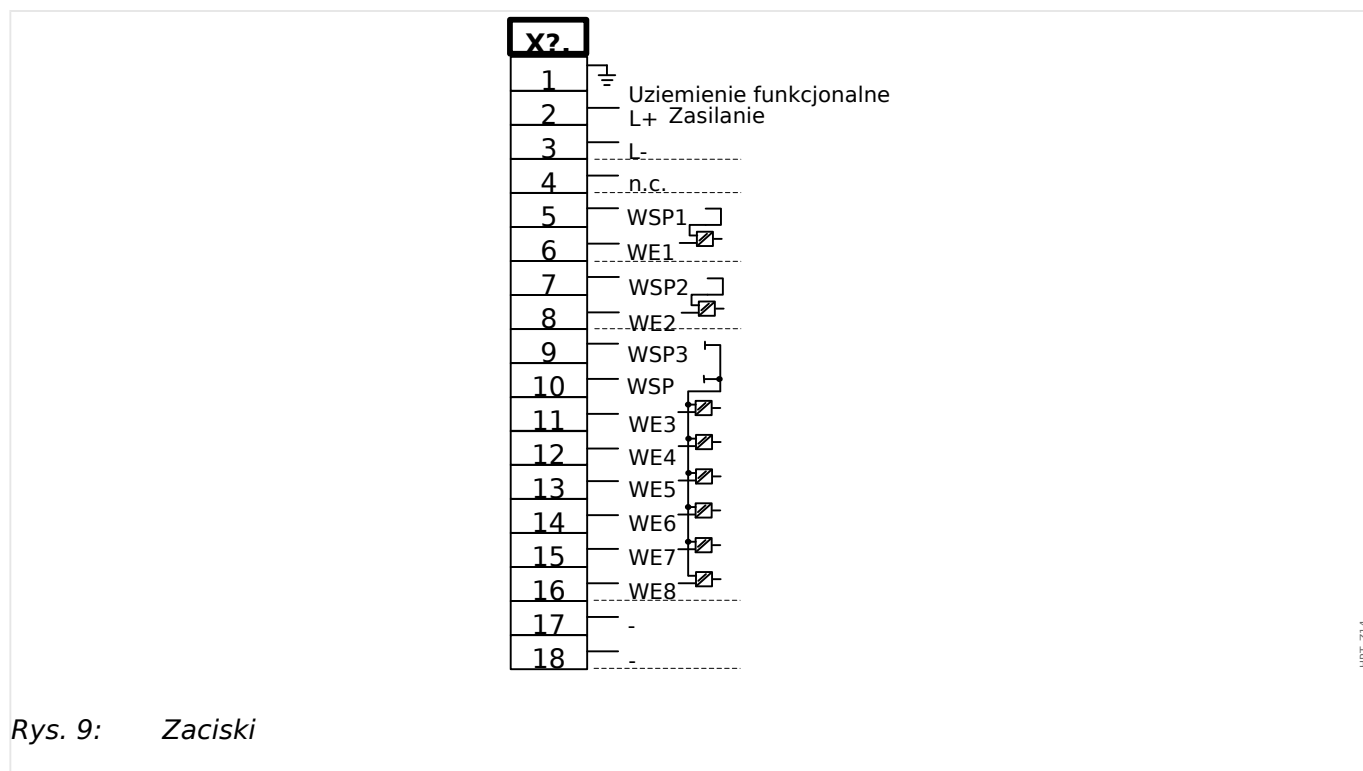 X?.
1
Uziemienie funkcjonalne
2 L+ Zasilanie
3 L-
4 n.c.
5 WSP1
6 WE1
7 WSP2
8 WE2
9 WSP3
10 WSP
11 WE3
12 WE4
13 WE5
14 WE6
15 WE7
16 WE8
17 -
18 -
Rys. 9: Zaciski